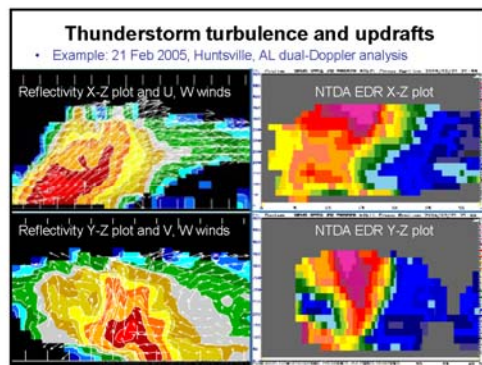 Thunderstorm turbulence and updrafts
• Example: 21 Feb 2005, Huntsville, AL dual-Doppler analysis
Reflectivity X-Z plot and U, W winds
NTDA EDR X-Z plot
Reflectivity Y-Z plot and V, W winds
NTDA EDR Y-Z plot